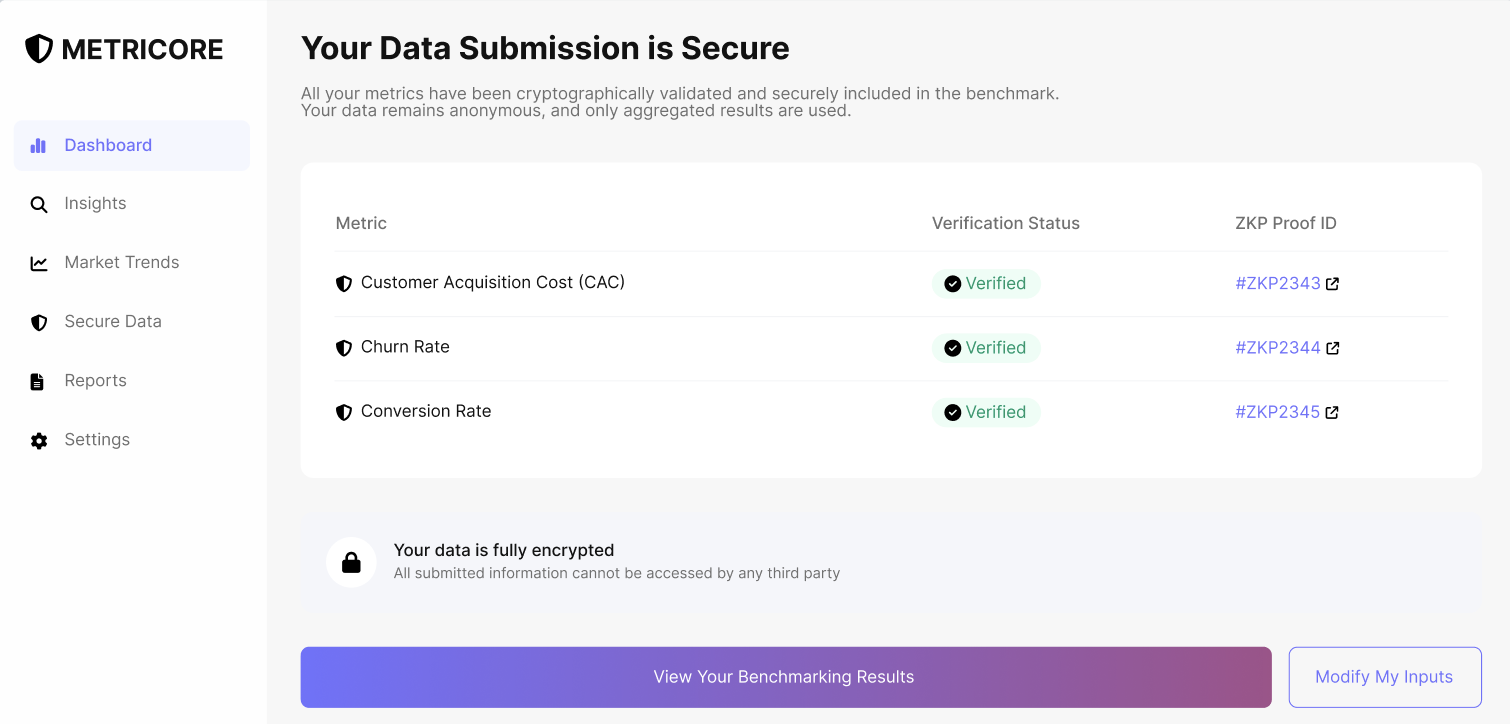 METRICORE
Dashboard
Insights
Market Trends
Secure Data
Reports
Settings
Your Data Submission is Secure
All your metrics have been cryptographically validated and securely included in the benchmark.
Your data remains anonymous, and only aggregated results are used.
Metric Verification Status ZKP Proof ID
Customer Acquisition Cost (CAC) Verified #ZKP2343
Churn Rate Verified #ZKP2344
Conversion Rate Verified #ZKP2345
Your data is fully encrypted
All submitted information cannot be accessed by any third party
View Your Benchmarking Results Modify My Inputs